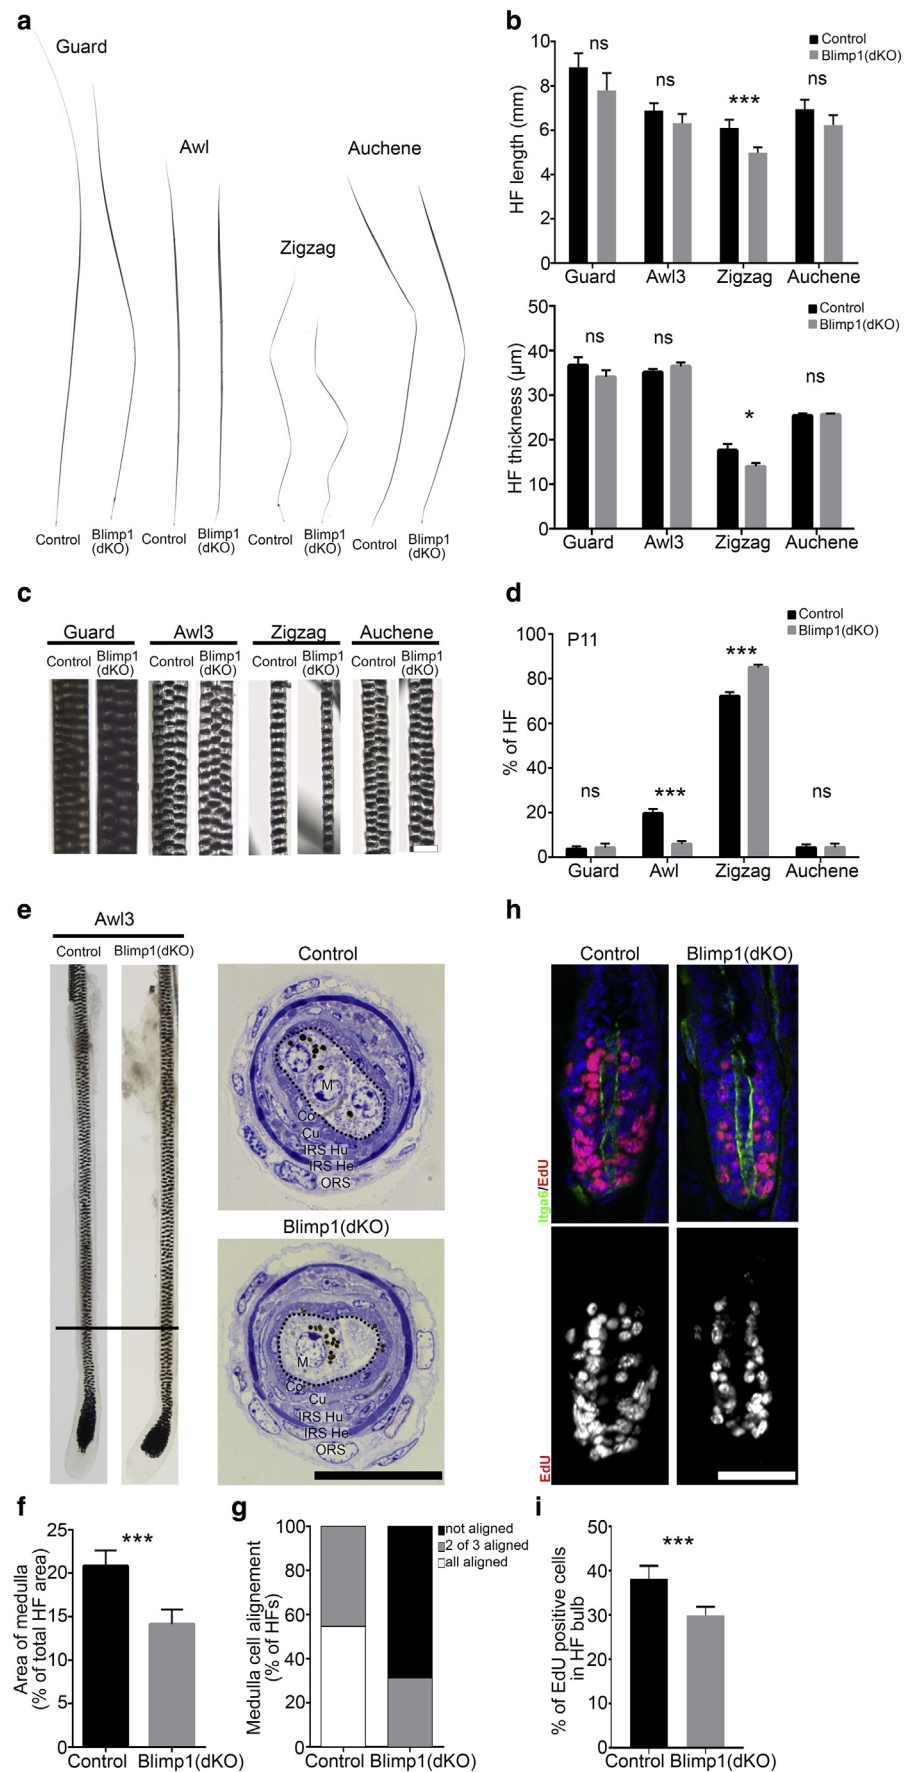 a
Guard
Awl
Auchene
Zigzag
Control
Blimp1
(dKO)
Control
Blimp1
(dKO)
Control
Blimp1
(dKO)
Control
Blimp1
(dKO)
b
Control
Blimp1(dKO)
HF length (mm)
10
8
6
4
2
0
ns
ns
***
ns
Guard
Awl3
Zigzag
Auchene
Control
Blimp1(dKO)
HF thickness (µm)
50
40
30
20
10
0
ns
ns
*
ns
Guard
Awl3
Zigzag
Auchene
c
Guard
Awl3
Zigzag
Auchene
Control
Blimp1
(dKO)
Control
Blimp1
(dKO)
Control
Blimp1
(dKO)
Control
Blimp1
(dKO)
d
Control
Blimp1(dKO)
P11
% of HF
100
80
60
40
20
0
ns
***
***
ns
Guard
Awl
Zigzag
Auchene
e
Awl3
Control
Blimp1(dKO)
Control
M
Co
Cu
IRS Hu
IRS He
ORS
Blimp1(dKO)
M
Co
Cu
IRS Hu
IRS He
ORS
h
Control
Blimp1(dKO)
Itga6/EdU
EdU
f
Area of medulla
(% of total HF area)
25
20
15
10
5
0
***
Control
Blimp1(dKO)
g
Medulla cell alignement
(% of HFs)
100
80
60
40
20
0
not aligned
2 of 3 aligned
all aligned
Control
Blimp1(dKO)
i
% of EdU positive cells
in HF bulb
50
40
30
20
10
0
***
Control
Blimp1(dKO)